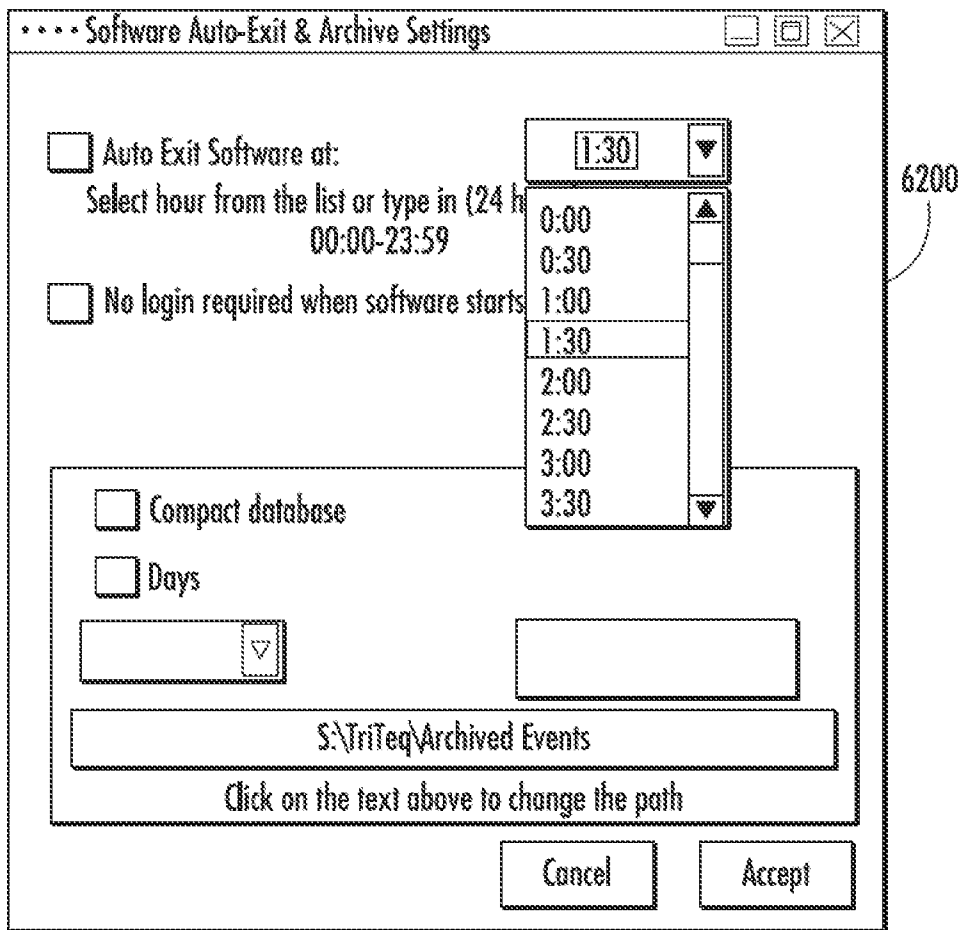 Software Auto-Exit & Archive Settings
Auto Exit Software at:
1:30
6200
Select hour from the list or type in (24 h
00:00-23:59
No login required when software starts
0:00
0:30
1:00
1:30
2:00
2:30
3:00
3:30
Compact database
Days
S:\TriTeq\Archived Events
Click on the text above to change the path
Cancel
Accept